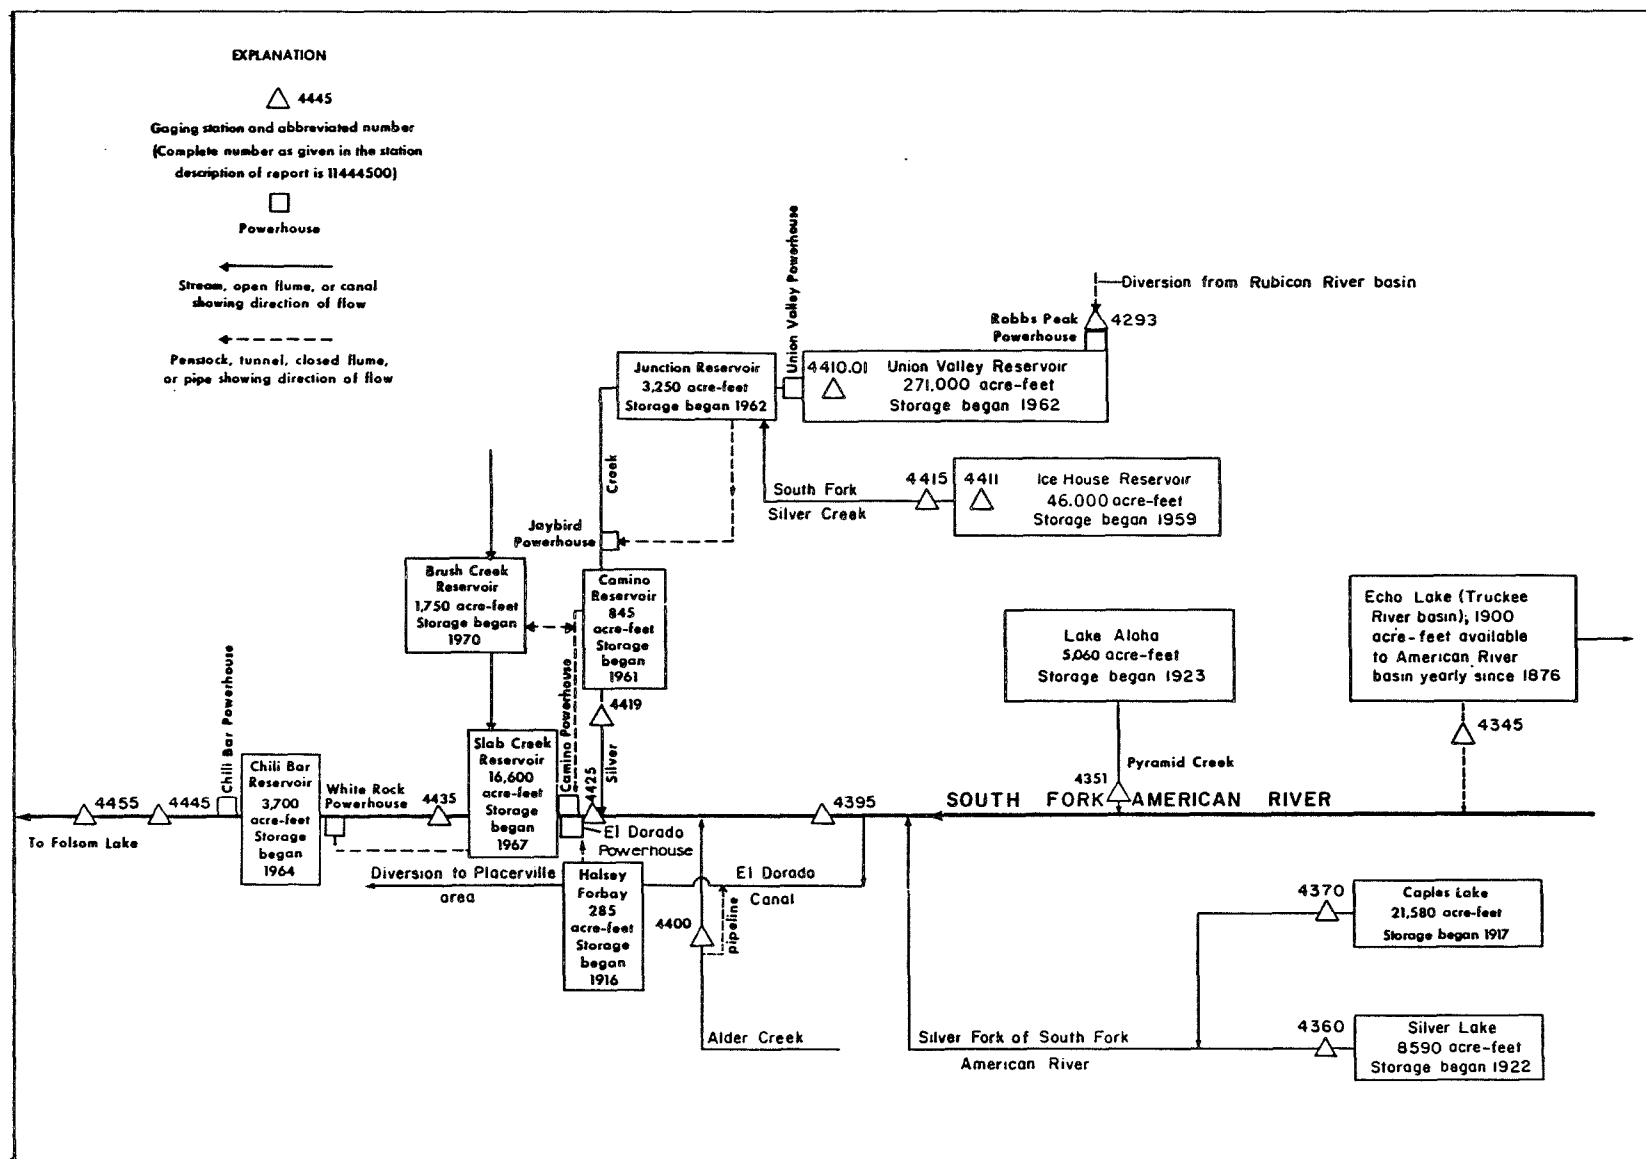 EXPLANATION
4445
Gaging station and abbreviated number
(Complete number as given in the station
description of report is 11444500)
Powerhouse
Stream, open flume, or canal
showing direction of flow
Penstock, tunnel, closed flume,
or pipe showing direction of flow
Diversion from Rubican River basin
Robbs Peak
Powerhouse
4293
Union Valley Powerhouse
4410.01
Union Valley Reservoir
271,000 acre-feet
Storage began 1962
Junction Reservoir
3,250 acre-feet
Storage began 1962
4415
4411
Ice House Reservoir
46.000 acre-feet
Storage began 1959
South Fork
Silver Creek
Creek
Jaybird
Powerhouse
Brush Creek
Reservoir
1,750 acre-feet
Storage began
1970
Camino
Reservoir
845
acre-feet
Storage
began
1961
Lake Aloha
5,060 acre-feet
Storage began 1923
Echo Lake (Truckee
River basin); 1900
acre-feet available
to American River
basin yearly since 1876
4345
4419
Silver
4425
Camino Powerhouse
Slab Creek
Reservoir
16,600
acre-feet
Storage
began
1967
Chili Bar Powerhouse
Chili Bar
Reservoir
3,700
acre-feet
Storage
began
1964
White Rock
Powerhouse
4435
4455
4445
To Folsom Lake
Pyramid Creek
4351
4395
SOUTH FORK AMERICAN RIVER
El Dorado
Powerhouse
Diversion to Placerville
area
Halsey
Forbay
285
acre-feet
Storage
began
1916
El Dorado
Canal
4400
pipeline
Alder Creek
4370
Caples Lake
21,580 acre-feet
Storage began 1917
4360
Silver Lake
8590 acre-feet
Storage began 1922
Silver Fork of South Fork
American River